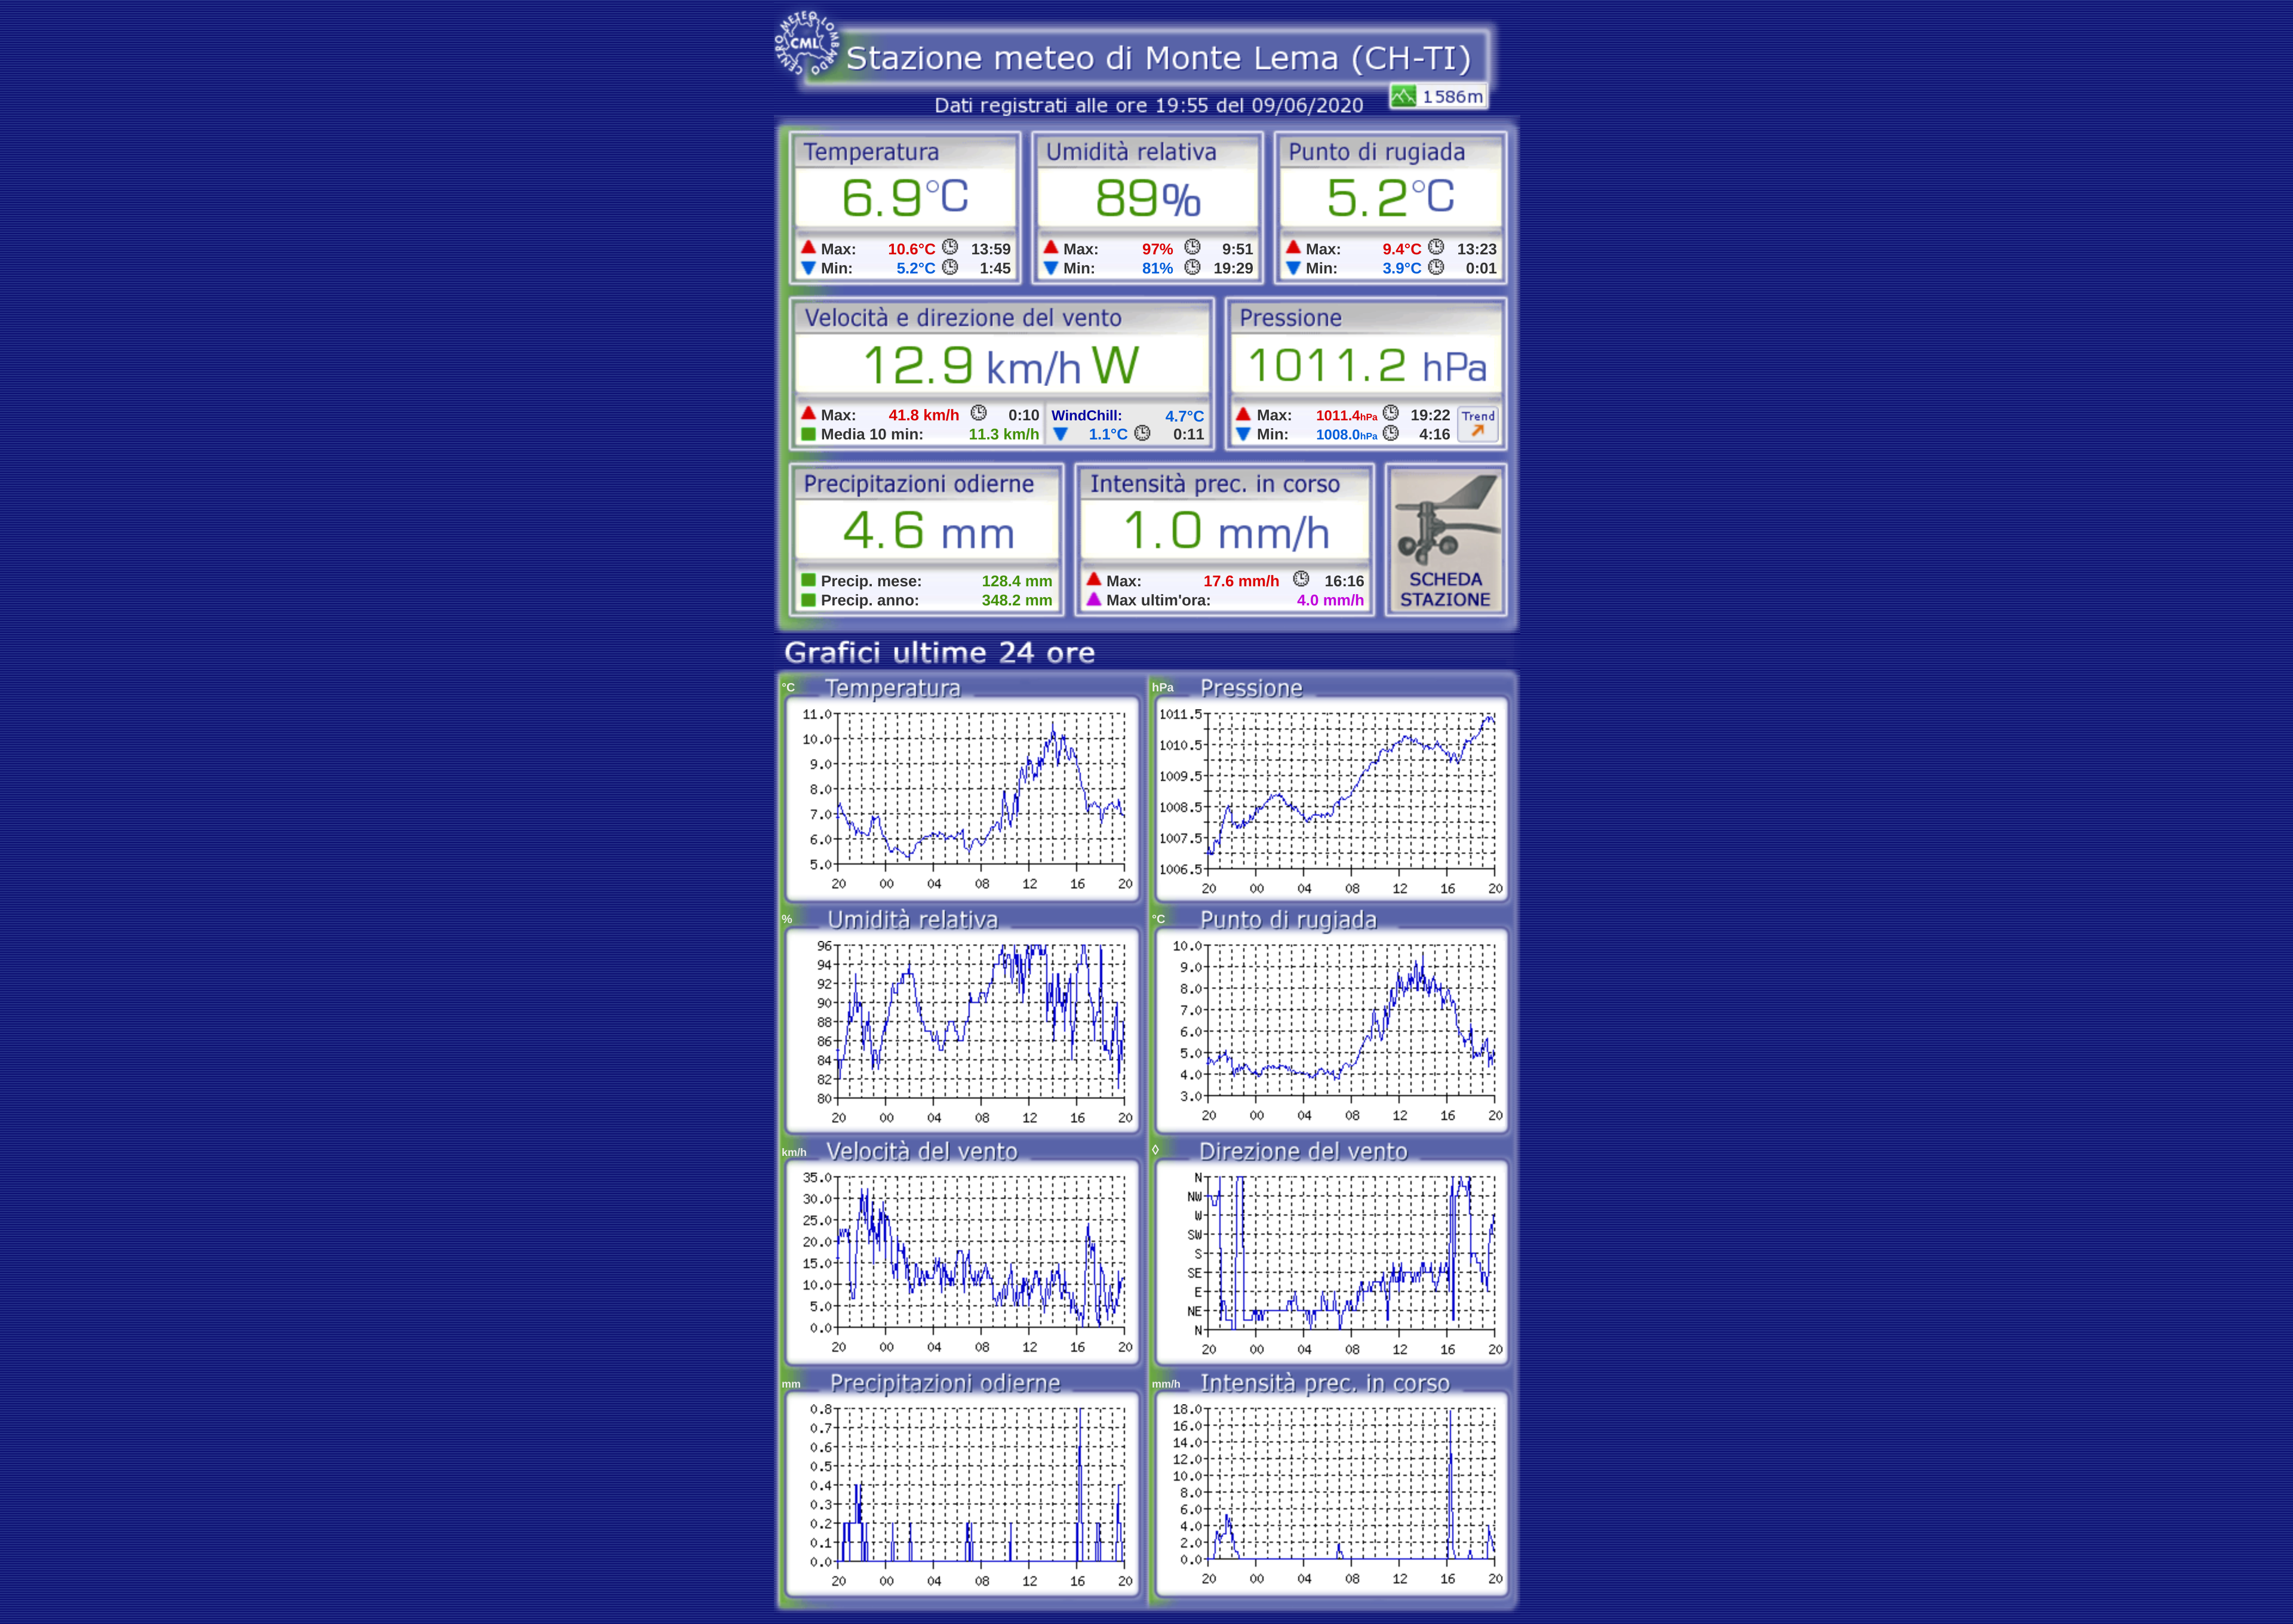 CENTRO METEO LOMBARDO
CML
Stazione meteo di Monte Lema (CH-TI)
1586m
Dati registrati alle ore 19:55 del 09/06/2020
Temperatura
6.9°C
Max: 10.6°C 13:59
Min: 5.2°C 1:45
Umidità relativa
89%
Max: 97% 9:51
Min: 81% 19:29
Punto di rugiada
5.2°C
Max: 9.4°C 13:23
Min: 3.9°C 0:01
Velocità e direzione del vento
12.9 km/h W
Max: 41.8 km/h 0:10
Media 10 min: 11.3 km/h
WindChill: 4.7°C
1.1°C 0:11
Pressione
1011.2 hPa
Max: 1011.4hPa 19:22
Min: 1008.0hPa 4:16
Trend
Precipitazioni odierne
4.6 mm
Precip. mese: 128.4 mm
Precip. anno: 348.2 mm
Intensità prec. in corso
1.0 mm/h
Max: 17.6 mm/h 16:16
Max ultim'ora: 4.0 mm/h
SCHEDA
STAZIONE
Grafici ultime 24 ore
°C Temperatura
11.0
10.0
9.0
8.0
7.0
6.0
5.0
20 00 04 08 12 16 20
hPa Pressione
1011.5
1010.5
1009.5
1008.5
1007.5
1006.5
20 00 04 08 12 16 20
% Umidità relativa
96
94
92
90
88
86
84
82
80
20 00 04 08 12 16 20
°C Punto di rugiada
10.0
9.0
8.0
7.0
6.0
5.0
4.0
3.0
20 00 04 08 12 16 20
km/h Velocità del vento
35.0
30.0
25.0
20.0
15.0
10.0
5.0
0.0
20 00 04 08 12 16 20
◊ Direzione del vento
N
NW
W
SW
S
SE
E
NE
N
20 00 04 08 12 16 20
mm Precipitazioni odierne
0.8
0.7
0.6
0.5
0.4
0.3
0.2
0.1
0.0
20 00 04 08 12 16 20
mm/h Intensità prec. in corso
18.0
16.0
14.0
12.0
10.0
8.0
6.0
4.0
2.0
0.0
20 00 04 08 12 16 20